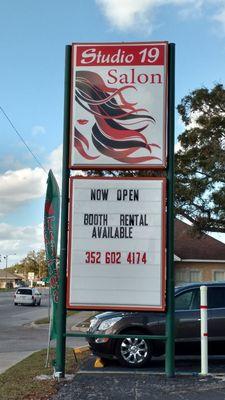 Studio 19
Salon
NOW OPEN
BOOTH RENTAL
AVAILABLE
352 602 4174